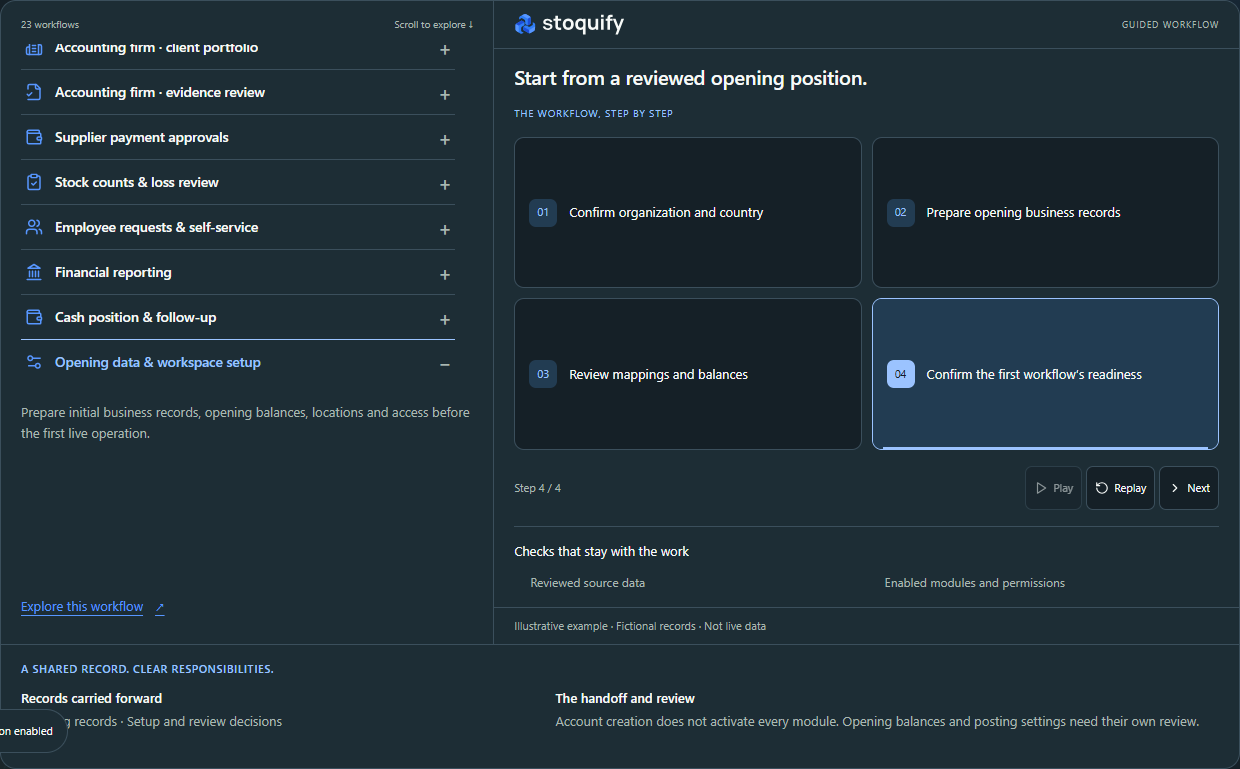 23 workflows
Scroll to explore ↓
Accounting firm · client portfolio
Accounting firm · evidence review
Supplier payment approvals
Stock counts & loss review
Employee requests & self-service
Financial reporting
Cash position & follow-up
Opening data & workspace setup
Prepare initial business records, opening balances, locations and access before
the first live operation.
Explore this workflow ↗
stoquify
GUIDED WORKFLOW
Start from a reviewed opening position.
THE WORKFLOW, STEP BY STEP
01 Confirm organization and country
02 Prepare opening business records
03 Review mappings and balances
04 Confirm the first workflow's readiness
Step 4 / 4
Play
Replay
Next
Checks that stay with the work
Reviewed source data
Enabled modules and permissions
Illustrative example · Fictional records · Not live data
A SHARED RECORD. CLEAR RESPONSIBILITIES.
Records carried forward
records · Setup and review decisions
on enabled
The handoff and review
Account creation does not activate every module. Opening balances and posting settings need their own review.